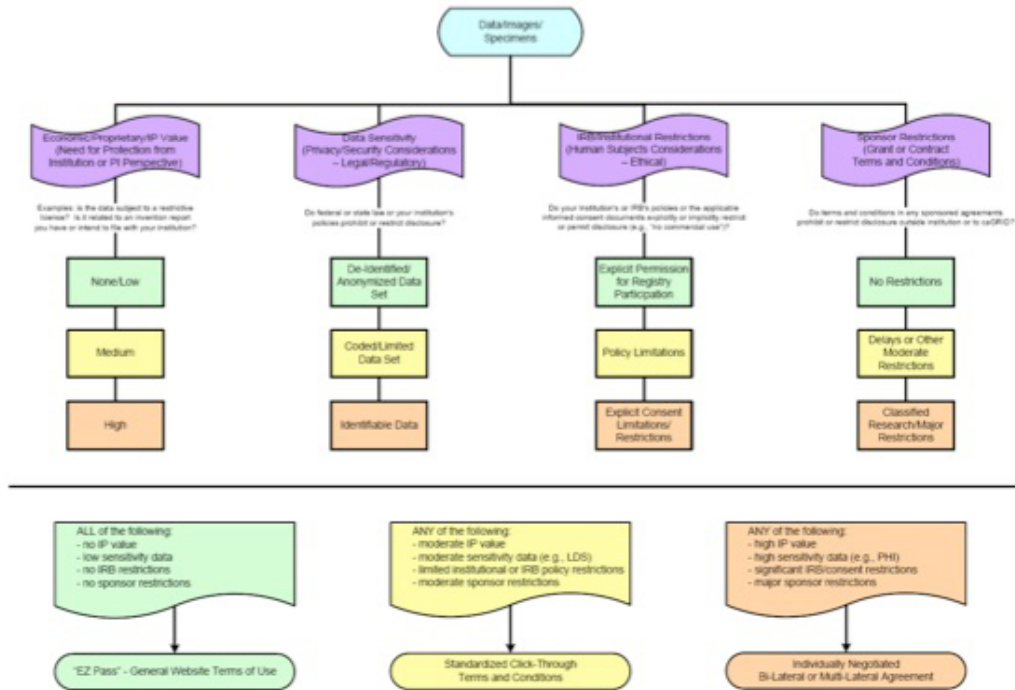 Data/Images/
Specimens
Economic/Proprietary/IP Value
(Need for Protection from
Institution or PI Perspective)
Data Sensitivity
(Privacy/Security Considerations
– Legal/Regulatory)
IRB/Institutional Restrictions
(Human Subjects Considerations
– Ethical)
Sponsor Restrictions
(Grant or Contract
Terms and Conditions)
Examples: is the data subject to a restrictive
license? Is it related to an invention report
you have or intend to file with your institution?
Do federal or state law or your institution's
policies prohibit or restrict disclosure?
Do your institution's or IRB's policies or the applicable
informed consent documents explicitly or implicitly restrict
or permit disclosure (e.g., "no commercial use")?
Do terms and conditions in any sponsored agreements
prohibit or restrict disclosure outside institution or to caGRID?
None/Low
De-Identified/
Anonymized Data
Set
Explicit Permission
for Registry
Participation
No Restrictions
Medium
Coded/Limited
Data Set
Policy Limitations
Delays or Other
Moderate
Restrictions
High
Identifiable Data
Explicit Consent
Limitations/
Restrictions
Classified
Research/Major
Restrictions
ALL of the following:
- no IP value
- low sensitivity data
- no IRB restrictions
- no sponsor restrictions
ANY of the following:
- moderate IP value
- moderate sensitivity data (e.g., LDS)
- limited institutional or IRB policy restrictions
- moderate sponsor restrictions
ANY of the following:
- high IP value
- high sensitivity data (e.g., PHI)
- significant IRB/consent restrictions
- major sponsor restrictions
"EZ Pass" - General Website Terms of Use
Standardized Click-Through
Terms and Conditions
Individually Negotiated
Bi-Lateral or Multi-Lateral Agreement